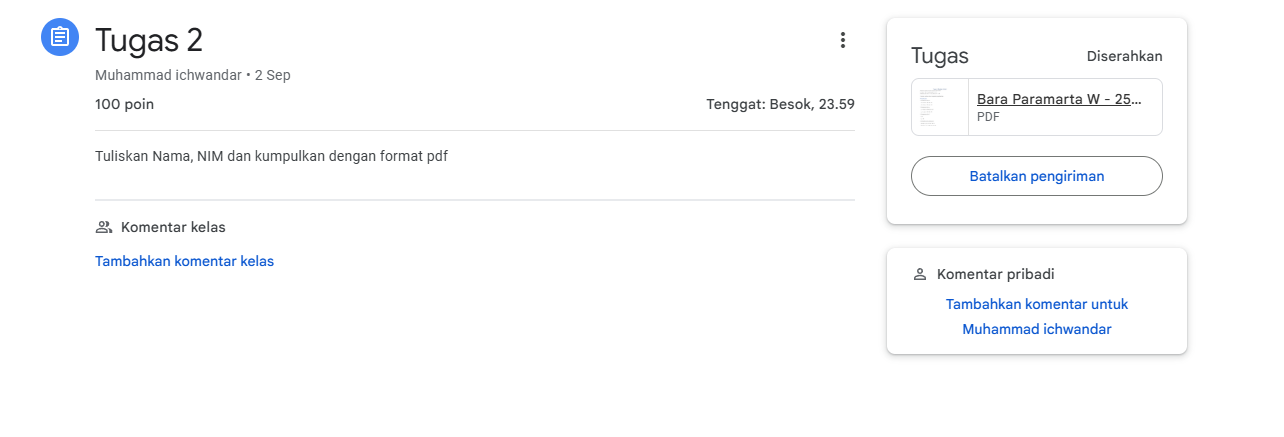 Tugas 2
Muhammad ichwandar • 2 Sep
100 poin
Tenggat: Besok, 23.59
Tuliskan Nama, NIM dan kumpulkan dengan format pdf
Komentar kelas
Tambahkan komentar kelas
Tugas
Diserahkan
Bara Paramarta W - 25...
PDF
Batalkan pengiriman
Komentar pribadi
Tambahkan komentar untuk
Muhammad ichwandar